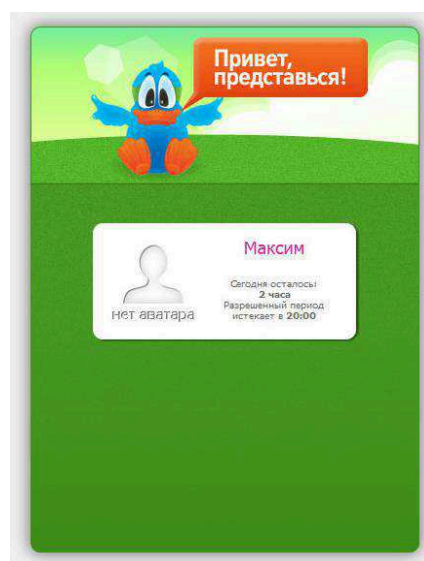 Привет,
представься!
Максим
Сегодня осталось:
2 часа
Разрешенный период
истекает в 20:00
нет аватара